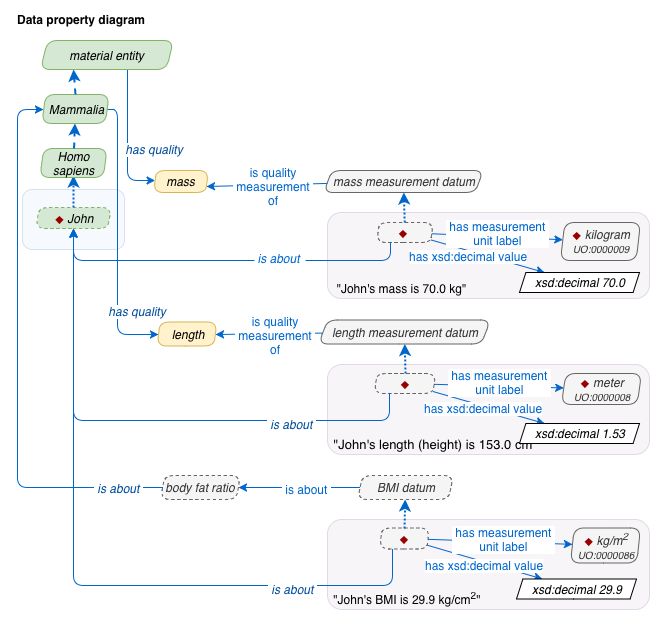 Data property diagram
material entity
Mammalia
Homo
sapiens
John
has quality
mass
is quality
measurement
of
mass measurement datum
has measurement
unit label
kilogram
UO:0000009
has xsd:decimal value
xsd:decimal 70.0
is about
"John's mass is 70.0 kg"
has quality
length
is quality
measurement
of
length measurement datum
has measurement
unit label
meter
UO:0000008
has xsd:decimal value
xsd:decimal 1.53
is about
"John's length (height) is 153.0 cm
is about
body fat ratio
is about
BMI datum
has measurement
unit label
kg/m²
UO:0000086
has xsd:decimal value
xsd:decimal 29.9
is about
"John's BMI is 29.9 kg/cm²"